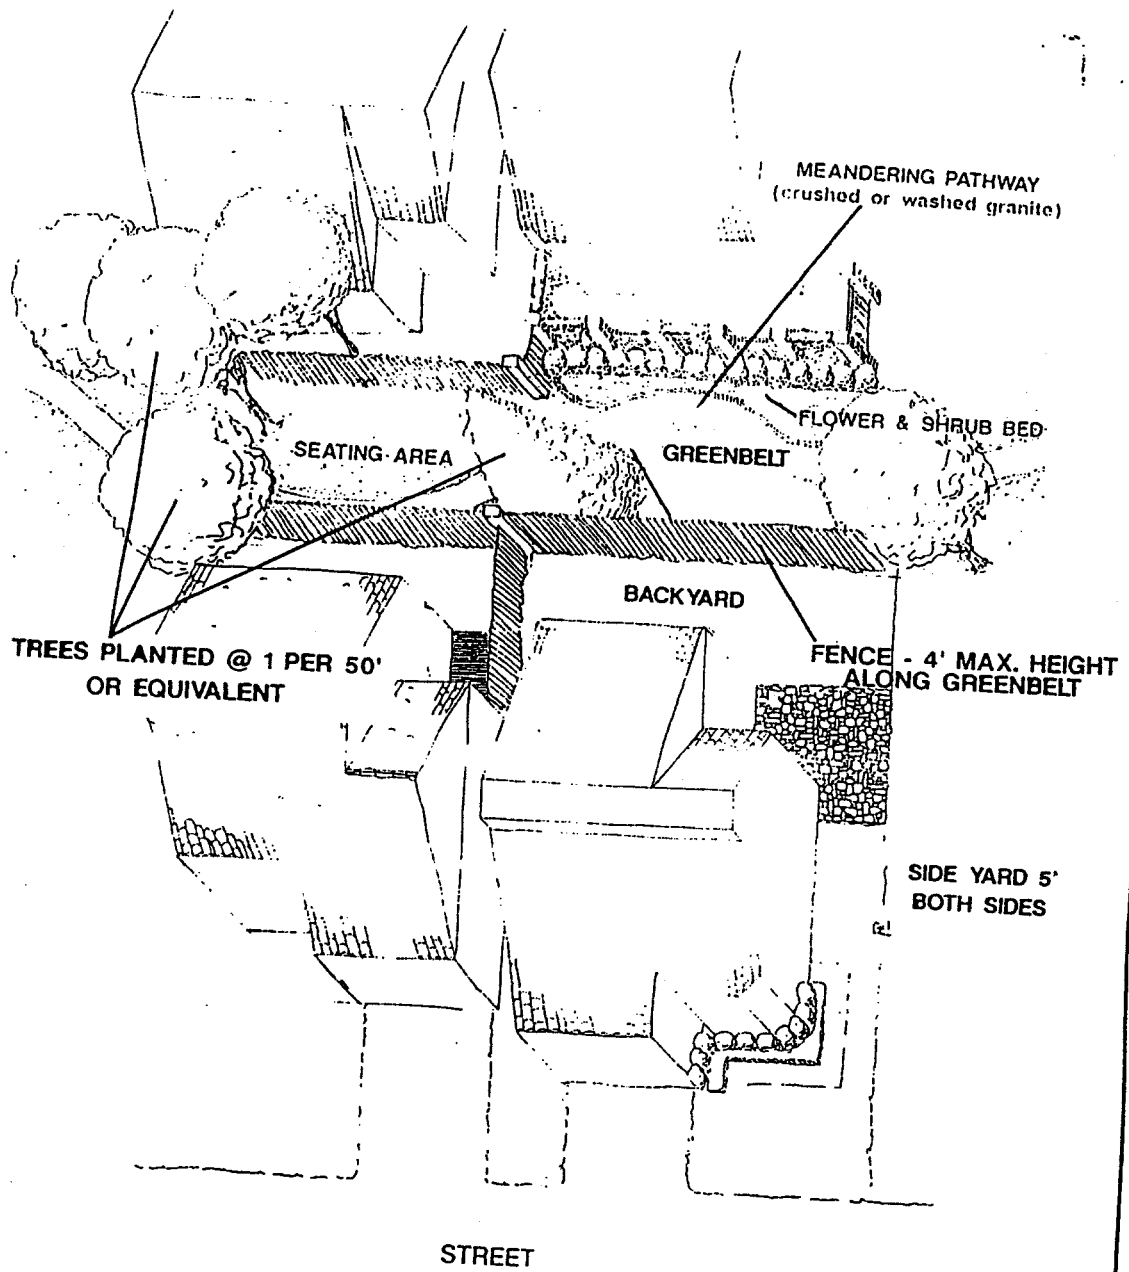 MEANDERING PATHWAY
(crushed or washed granite)
FLOWER & SHRUB BED
SEATING AREA
GREENBELT
BACKYARD
TREES PLANTED @ 1 PER 50'
OR EQUIVALENT
FENCE - 4' MAX. HEIGHT
ALONG GREENBELT
SIDE YARD 5'
BOTH SIDES
STREET